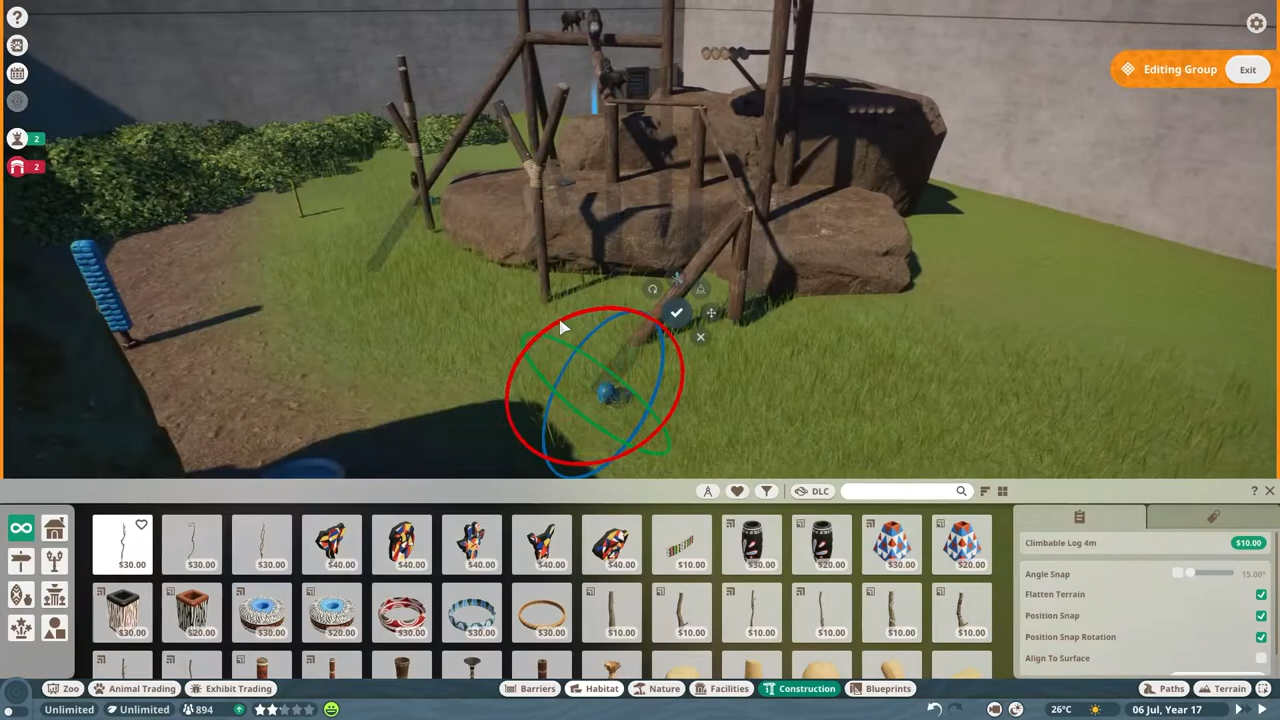 ?
Editing Group
Exit
2
2
DLC
?
$30.00 $30.00 $30.00 $40.00 $40.00 $40.00 $40.00 $40.00 $10.00 $30.00 $20.00 $30.00 $20.00
$30.00 $20.00 $30.00 $20.00 $30.00 $30.00 $30.00 $10.00 $10.00 $10.00 $10.00 $10.00 $10.00
Climbable Log 4m $10.00
Angle Snap 15.00°
Flatten Terrain
Position Snap
Position Snap Rotation
Align To Surface
Zoo Animal Trading Exhibit Trading Barriers Habitat Nature Facilities Construction Blueprints Paths Terrain
Unlimited Unlimited 894 26°C 06 Jul, Year 17